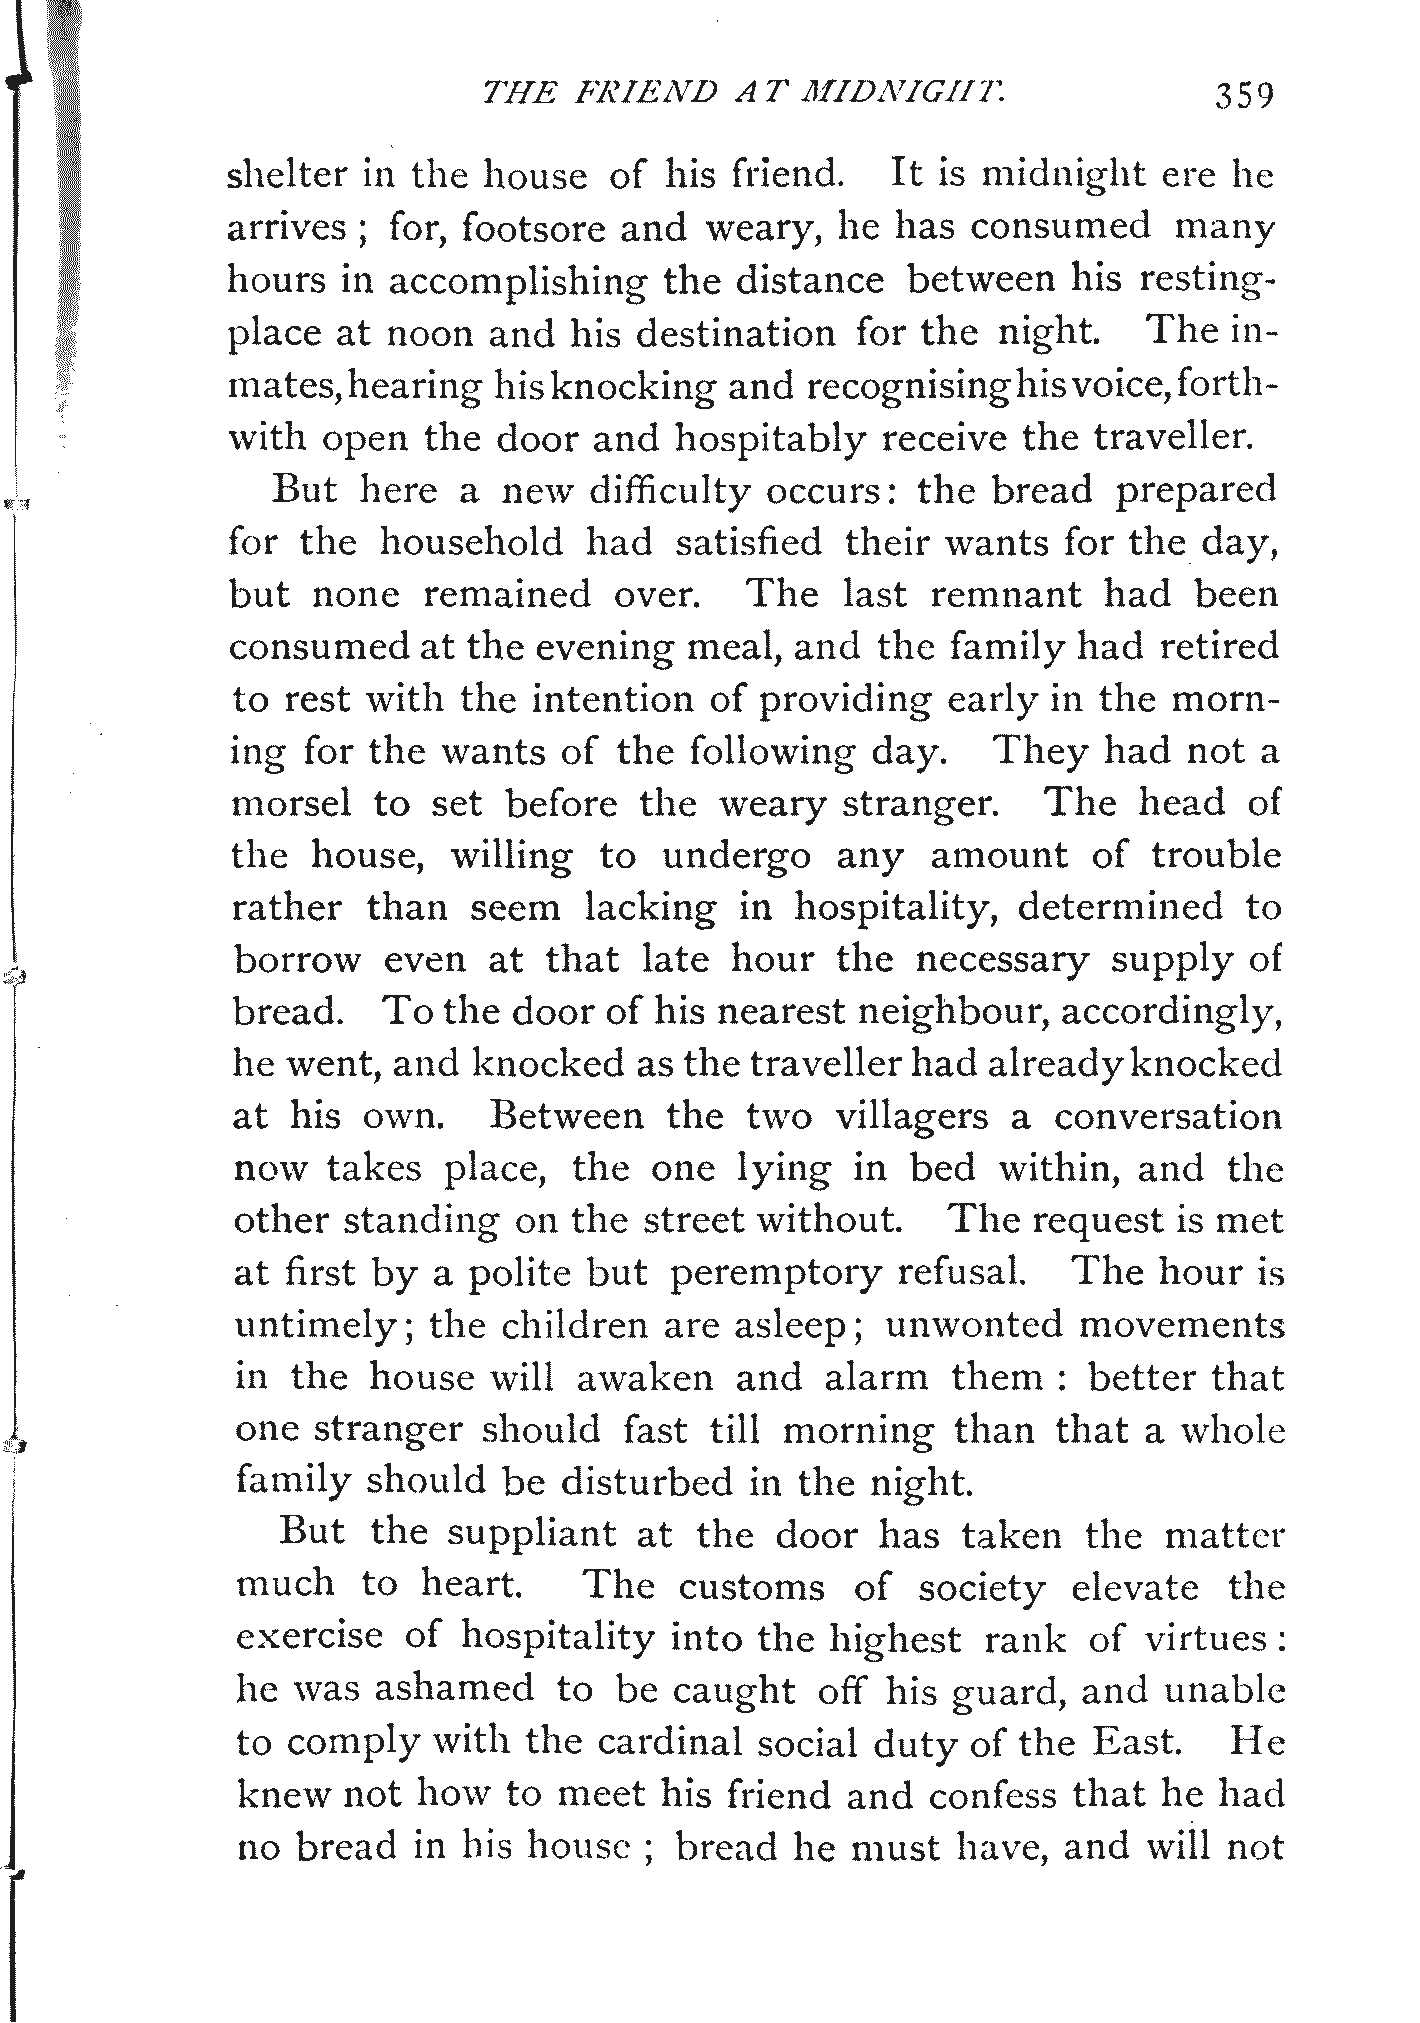 THE FRIEND AT MIDNIGHT. 359
shelter in the house of his friend. It is midnight ere he
arrives ; for, footsore and weary, he has consumed many
hours in accomplishing the distance between his resting-
place at noon and his destination for the night. The in-
mates, hearing his knocking and recognising his voice, forth-
with open the door and hospitably receive the traveller.
But here a new difficulty occurs: the bread prepared
for the household had satisfied their wants for the day,
but none remained over. The last remnant had been
consumed at the evening meal, and the family had retired
to rest with the intention of providing early in the morn-
ing for the wants of the following day. They had not a
morsel to set before the weary stranger. The head of
the house, willing to undergo any amount of trouble
rather than seem lacking in hospitality, determined to
borrow even at that late hour the necessary supply of
bread. To the door of his nearest neighbour, accordingly,
he went, and knocked as the traveller had already knocked
at his own. Between the two villagers a conversation
now takes place, the one lying in bed within, and the
other standing on the street without. The request is met
at first by a polite but peremptory refusal. The hour is
untimely; the children are asleep; unwonted movements
in the house will awaken and alarm them : better that
one stranger should fast till morning than that a whole
family should be disturbed in the night.
But the suppliant at the door has taken the matter
much to heart. The customs of society elevate the
exercise of hospitality into the highest rank of virtues :
he was ashamed to be caught off his guard, and unable
to comply with the cardinal social duty of the East. He
knew not how to meet his friend and confess that he had
no bread in his house ; bread he must have, and will not